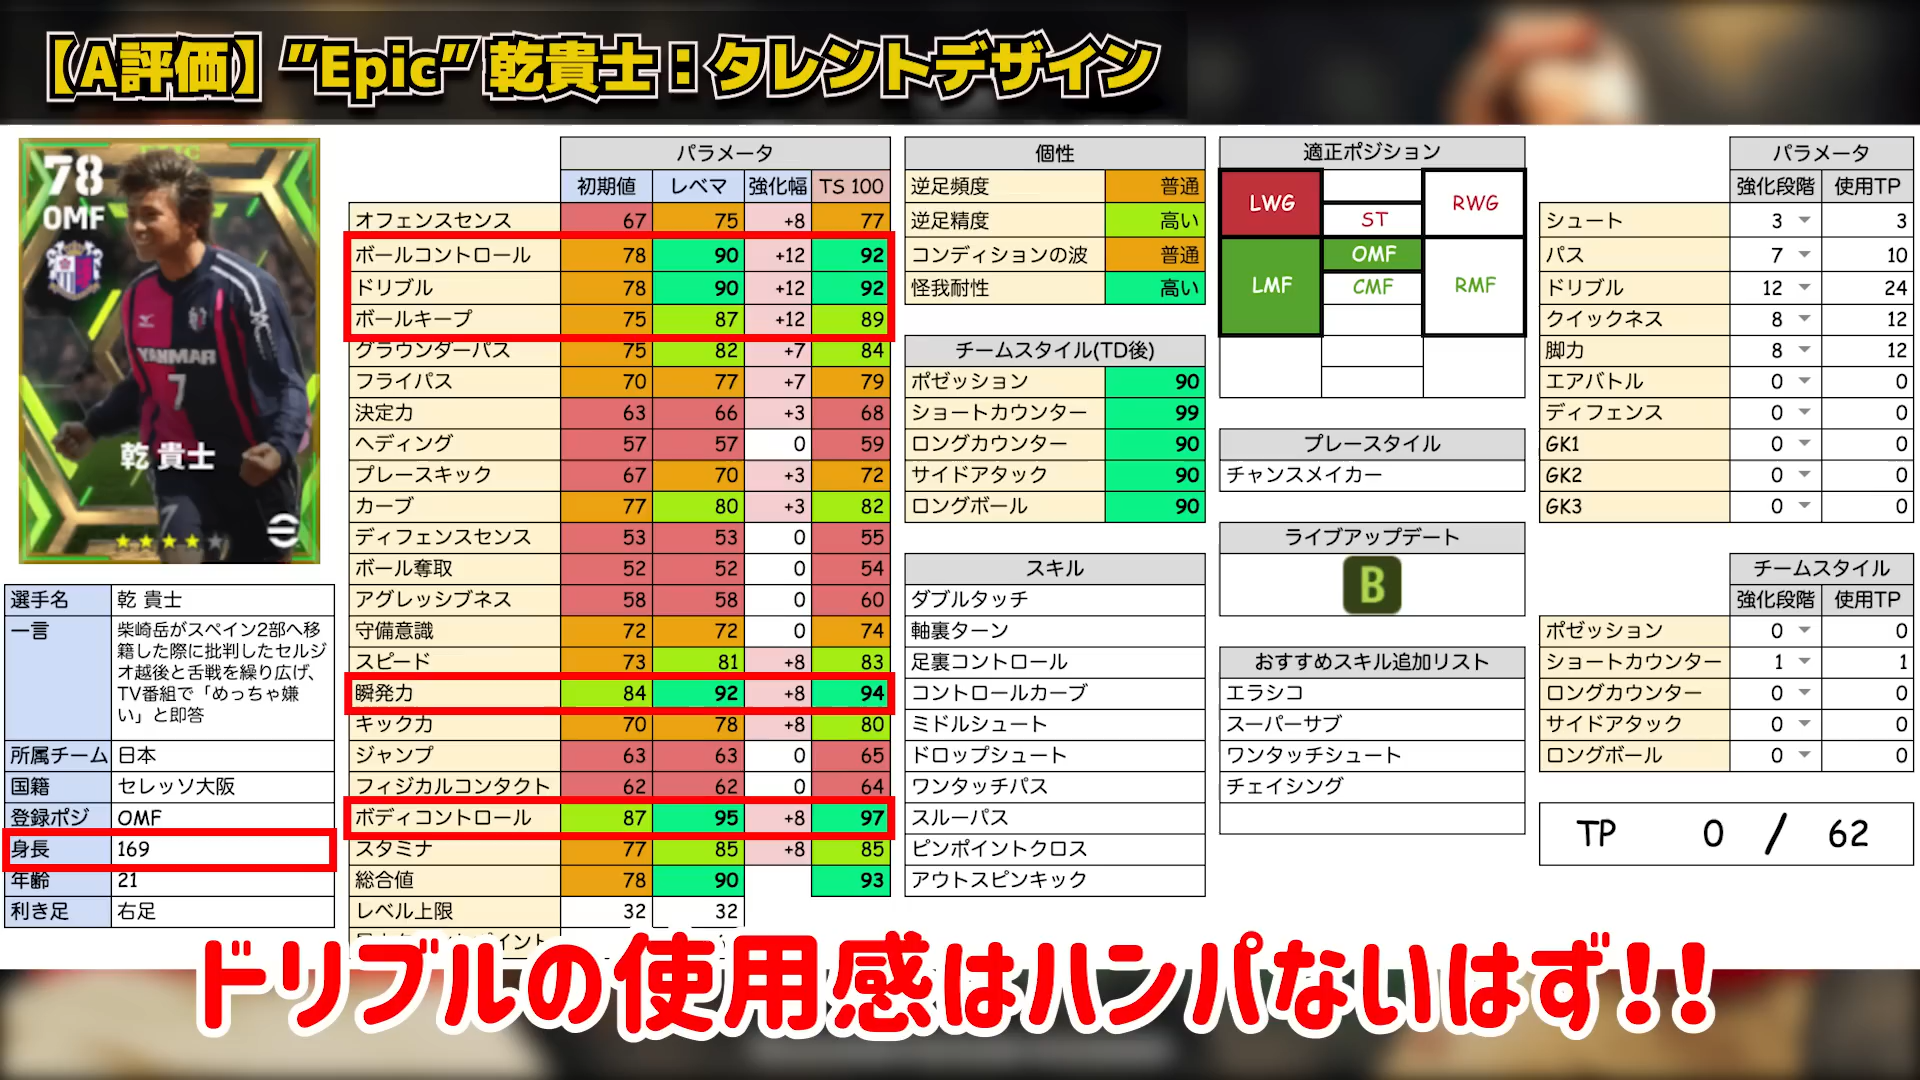 【A評価】”Epic” 乾貴士：タレントデザイン
EPIC
78
OMF
YANMAR
7
乾 貴士
選手名 乾 貴士
一言 柴崎岳がスペイン2部へ移
籍した際に批判したセルジ
オ越後と舌戦を繰り広げ、
TV番組で「めっちゃ嫌
い」と即答
所属チーム 日本
国籍 セレッソ大阪
登録ポジ OMF
身長 169
年齢 21
利き足 右足
パラメータ
初期値 レベマ 強化幅 TS 100
オフェンスセンス 67 75 +8 77
ボールコントロール 78 90 +12 92
ドリブル 78 90 +12 92
ボールキープ 75 87 +12 89
グラウンダーパス 75 82 +7 84
フライパス 70 77 +7 79
決定力 63 66 +3 68
ヘディング 57 57 0 59
プレースキック 67 70 +3 72
カーブ 77 80 +3 82
ディフェンスセンス 53 53 0 55
ボール奪取 52 52 0 54
アグレッシブネス 58 58 0 60
守備意識 72 72 0 74
スピード 73 81 +8 83
瞬発力 84 92 +8 94
キック力 70 78 +8 80
ジャンプ 63 63 0 65
フィジカルコンタクト 62 62 0 64
ボディコントロール 87 95 +8 97
スタミナ 77 85 +8 85
総合値 78 90 93
レベル上限 32 32
個性
逆足頻度 普通
逆足精度 高い
コンディションの波 普通
怪我耐性 高い
チームスタイル(TD後)
ポゼッション 90
ショートカウンター 99
ロングカウンター 90
サイドアタック 90
ロングボール 90
スキル
ダブルタッチ
軸裏ターン
足裏コントロール
コントロールカーブ
ミドルシュート
ドロップシュート
ワンタッチパス
スルーパス
ピンポイントクロス
アウトスピンキック
適正ポジション
LWG ST RWG
LMF OMF RMF
CMF
プレースタイル
チャンスメイカー
ライブアップデート
B
おすすめスキル追加リスト
エラシコ
スーパーサブ
ワンタッチシュート
チェイシング
パラメータ
強化段階 使用TP
シュート 3 3
パス 7 10
ドリブル 12 24
クイックネス 8 12
脚力 8 12
エアバトル 0 0
ディフェンス 0 0
GK1 0 0
GK2 0 0
GK3 0 0
チームスタイル
強化段階 使用TP
ポゼッション 0 0
ショートカウンター 1 1
ロングカウンター 0 0
サイドアタック 0 0
ロングボール 0 0
TP 0 / 62
ドリブルの使用感はハンパないはず！！